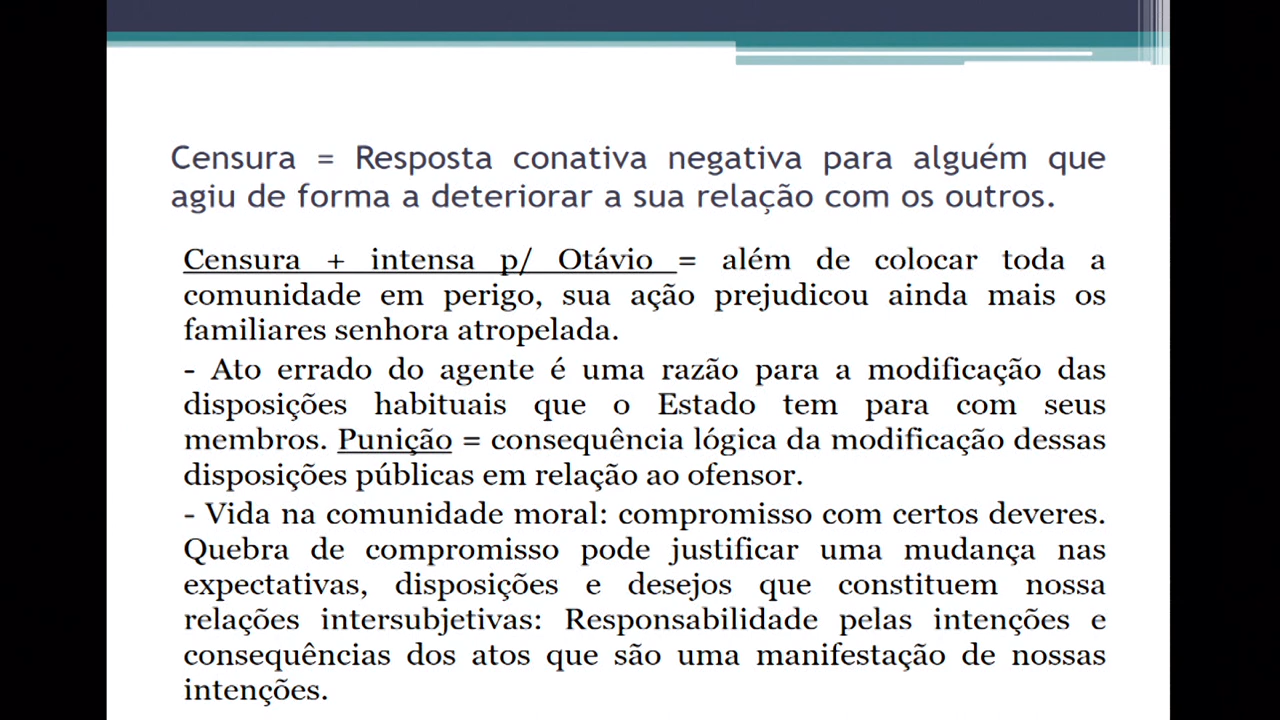 Censura = Resposta conativa negativa para alguém que
agiu de forma a deteriorar a sua relação com os outros.
Censura + intensa p/ Otávio = além de colocar toda a
comunidade em perigo, sua ação prejudicou ainda mais os
familiares senhora atropelada.
- Ato errado do agente é uma razão para a modificação das
disposições habituais que o Estado tem para com seus
membros. Punição = consequência lógica da modificação dessas
disposições públicas em relação ao ofensor.
- Vida na comunidade moral: compromisso com certos deveres.
Quebra de compromisso pode justificar uma mudança nas
expectativas, disposições e desejos que constituem nossa
relações intersubjetivas: Responsabilidade pelas intenções e
consequências dos atos que são uma manifestação de nossas
intenções.